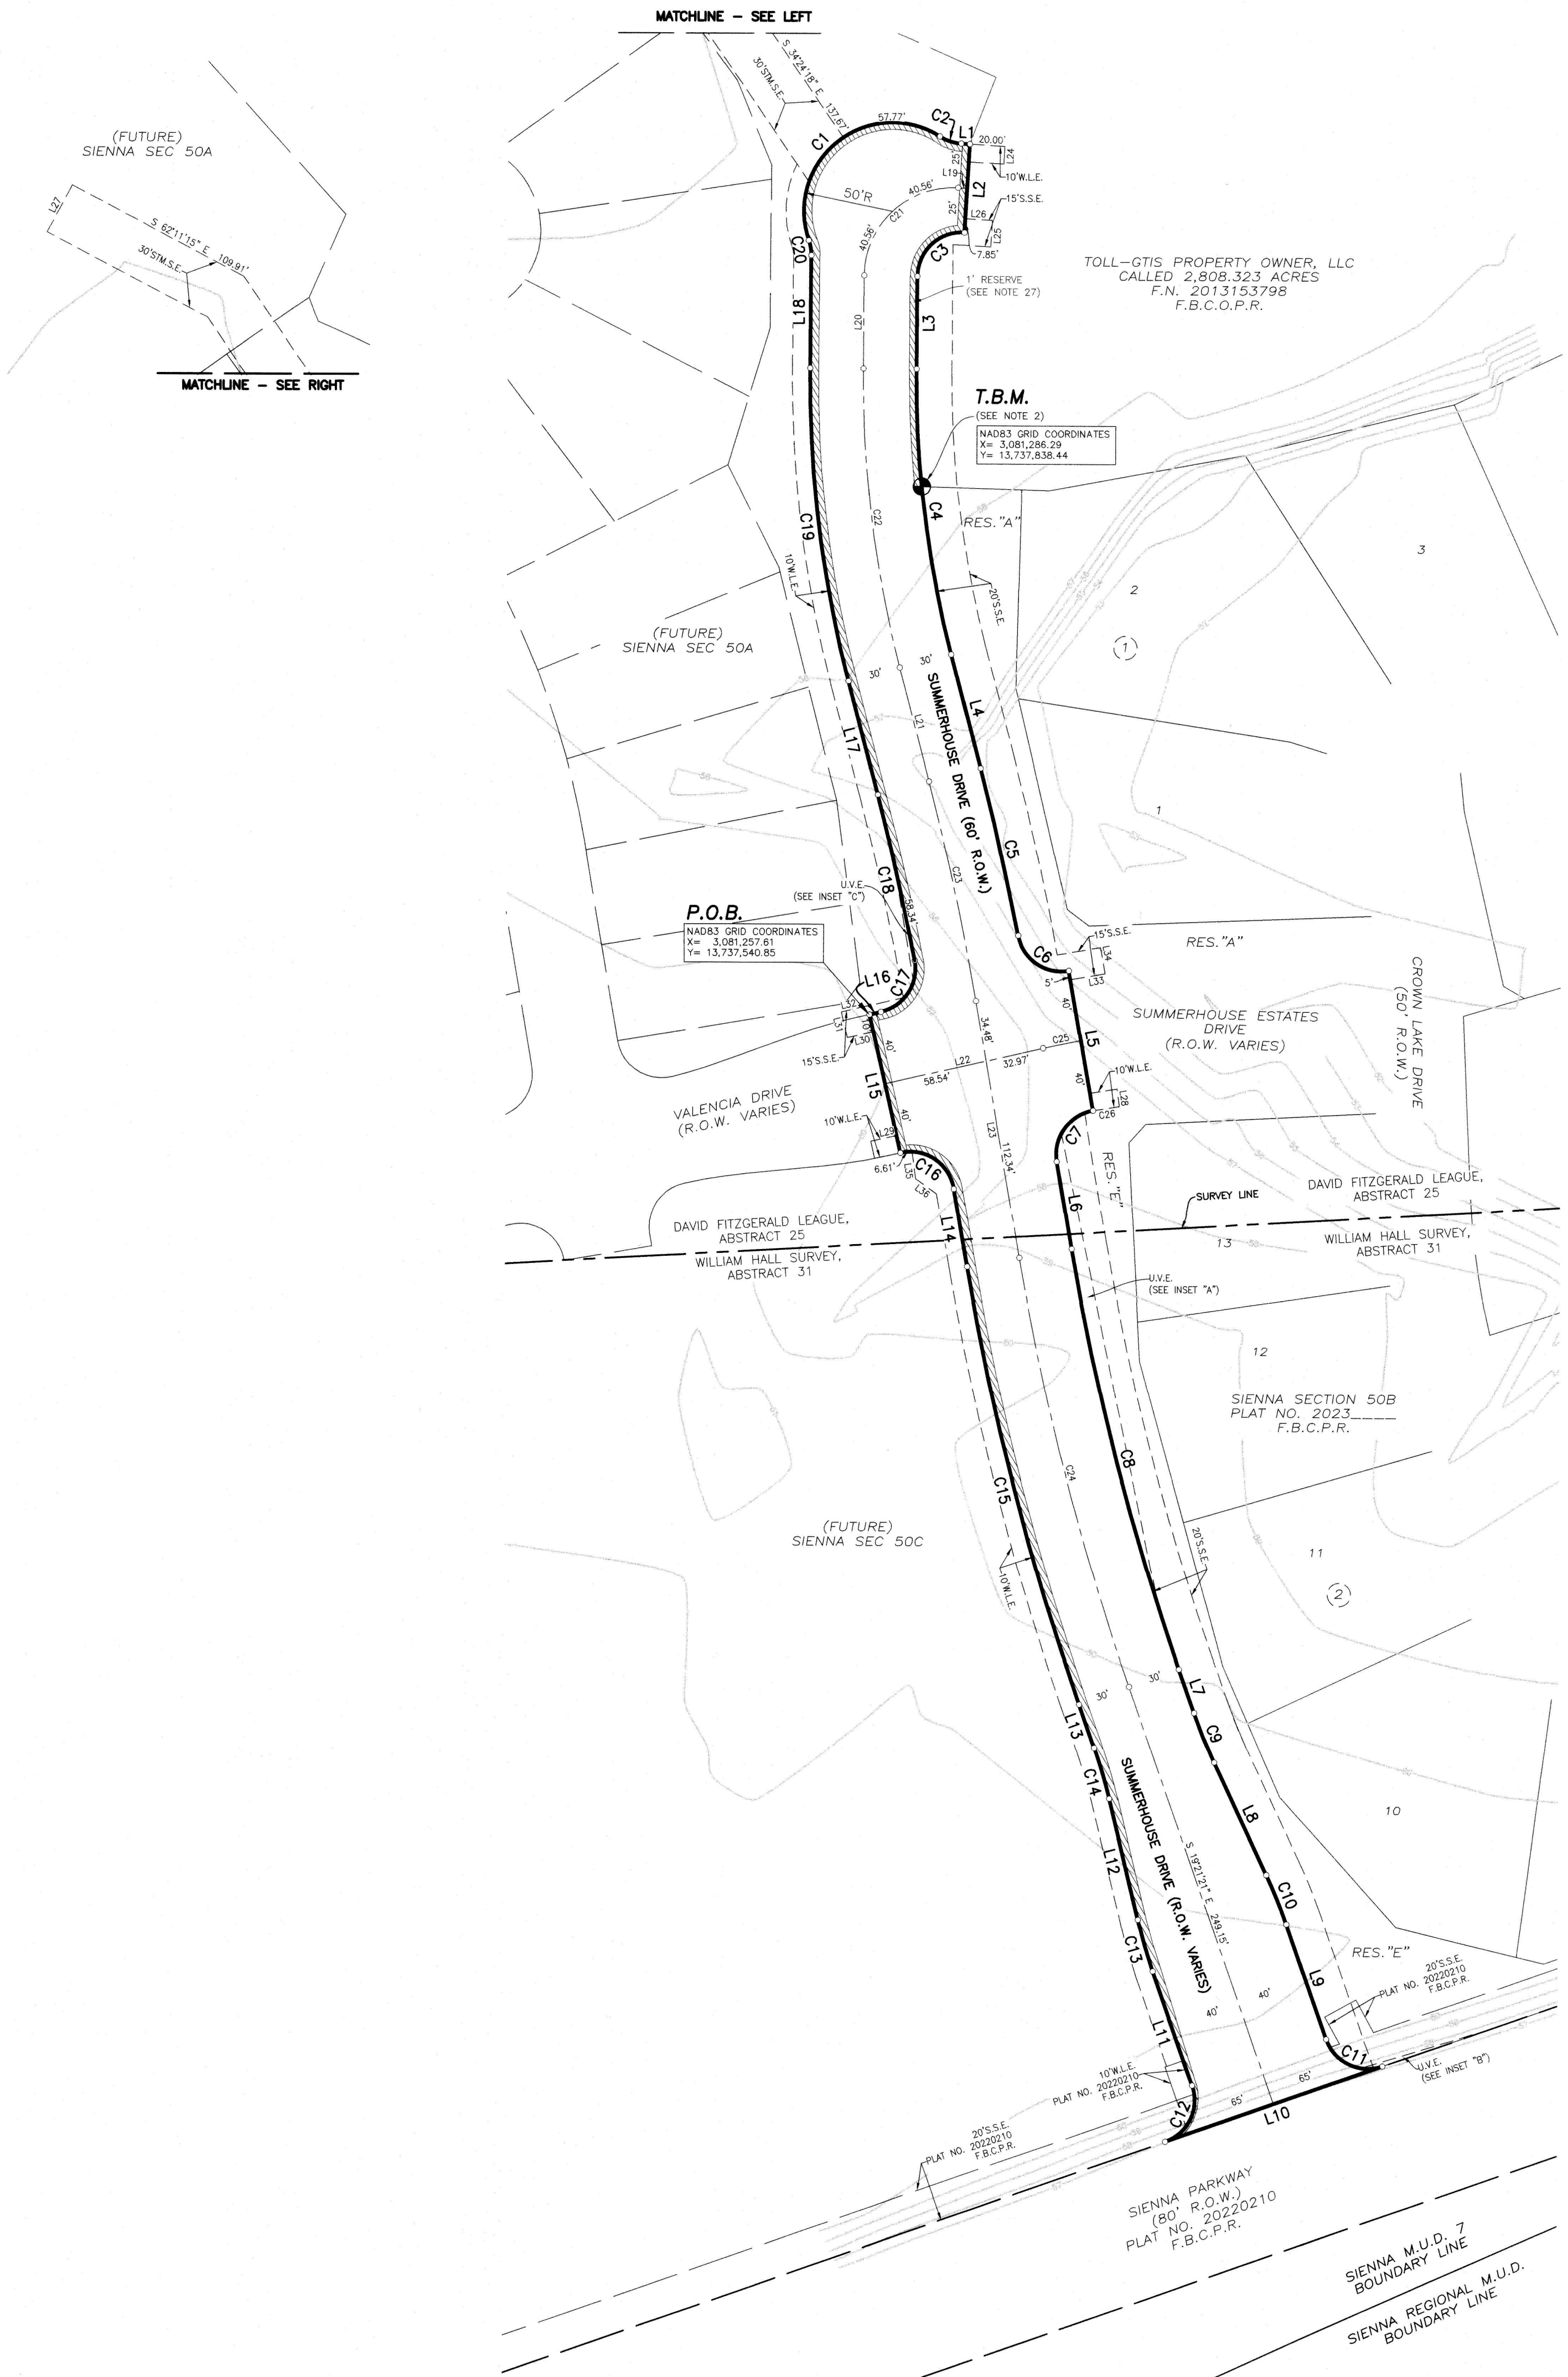 MATCHLINE – SEE LEFT
(FUTURE)
SIENNA SEC 50A
L27
S 62°11'15" E 109.91'
30'STM.S.E.
MATCHLINE – SEE RIGHT
S 34°24'18" E
137.67'
30'STM.S.E.
57.77'
C1
C2
L1
20.00'
L24
10'W.L.E.
25'
L19
L2
50'R
40.56'
C21
40.56'
25'
L26
15'S.S.E.
L25
C3
7.85'
C20
L18
L20
L3
1' RESERVE
(SEE NOTE 27)
TOLL–GTIS PROPERTY OWNER, LLC
CALLED 2,808.323 ACRES
F.N. 2013153798
F.B.C.O.P.R.
T.B.M.
(SEE NOTE 2)
NAD83 GRID COORDINATES
X= 3,081,286.29
Y= 13,737,838.44
C4
RES."A"
C22
C19
10'W.L.E.
20'S.S.E.
3
2
1
1
(FUTURE)
SIENNA SEC 50A
30'
30'
L4
L21
L17
SUMMERHOUSE DRIVE (60' R.O.W.)
C5
C23
C18
58.34'
U.V.E.
(SEE INSET "C")
P.O.B.
NAD83 GRID COORDINATES
X= 3,081,257.61
Y= 13,737,540.85
L16
C17
L32
L31
L30
10'
15'S.S.E.
C6
15'S.S.E.
L34
L33
5'
RES."A"
SUMMERHOUSE ESTATES
DRIVE
(R.O.W. VARIES)
CROWN LAKE DRIVE
(50' R.O.W.)
40'
40'
L5
C25
34.48'
32.97'
L22
58.54'
40'
L15
40'
10'W.L.E.
L28
C26
C7
VALENCIA DRIVE
(R.O.W. VARIES)
10'W.L.E.
L29
6.61'
L35
L36
C16
L23
112.34'
RES."E"
L6
L14
SURVEY LINE
DAVID FITZGERALD LEAGUE,
ABSTRACT 25
WILLIAM HALL SURVEY,
ABSTRACT 31
DAVID FITZGERALD LEAGUE,
ABSTRACT 25
WILLIAM HALL SURVEY,
ABSTRACT 31
13
U.V.E.
(SEE INSET "A")
12
SIENNA SECTION 50B
PLAT NO. 2023____
F.B.C.P.R.
C8
C24
C15
(FUTURE)
SIENNA SEC 50C
10'W.L.E.
20'S.S.E.
11
2
30'
30'
L7
L13
C9
C14
L8
10
L12
SUMMERHOUSE DRIVE (R.O.W. VARIES)
S 19°21'21" E 249.15'
C10
C13
L9
RES."E"
20'S.S.E.
PLAT NO. 20220210
F.B.C.P.R.
40'
40'
L11
C11
U.V.E.
(SEE INSET "B")
10'W.L.E.
PLAT NO. 20220210
F.B.C.P.R.
C12
65'
65'
L10
20'S.S.E.
PLAT NO. 20220210
F.B.C.P.R.
SIENNA PARKWAY
(80' R.O.W.)
PLAT NO. 20220210
F.B.C.P.R.
SIENNA M.U.D. 7
BOUNDARY LINE
SIENNA REGIONAL M.U.D.
BOUNDARY LINE